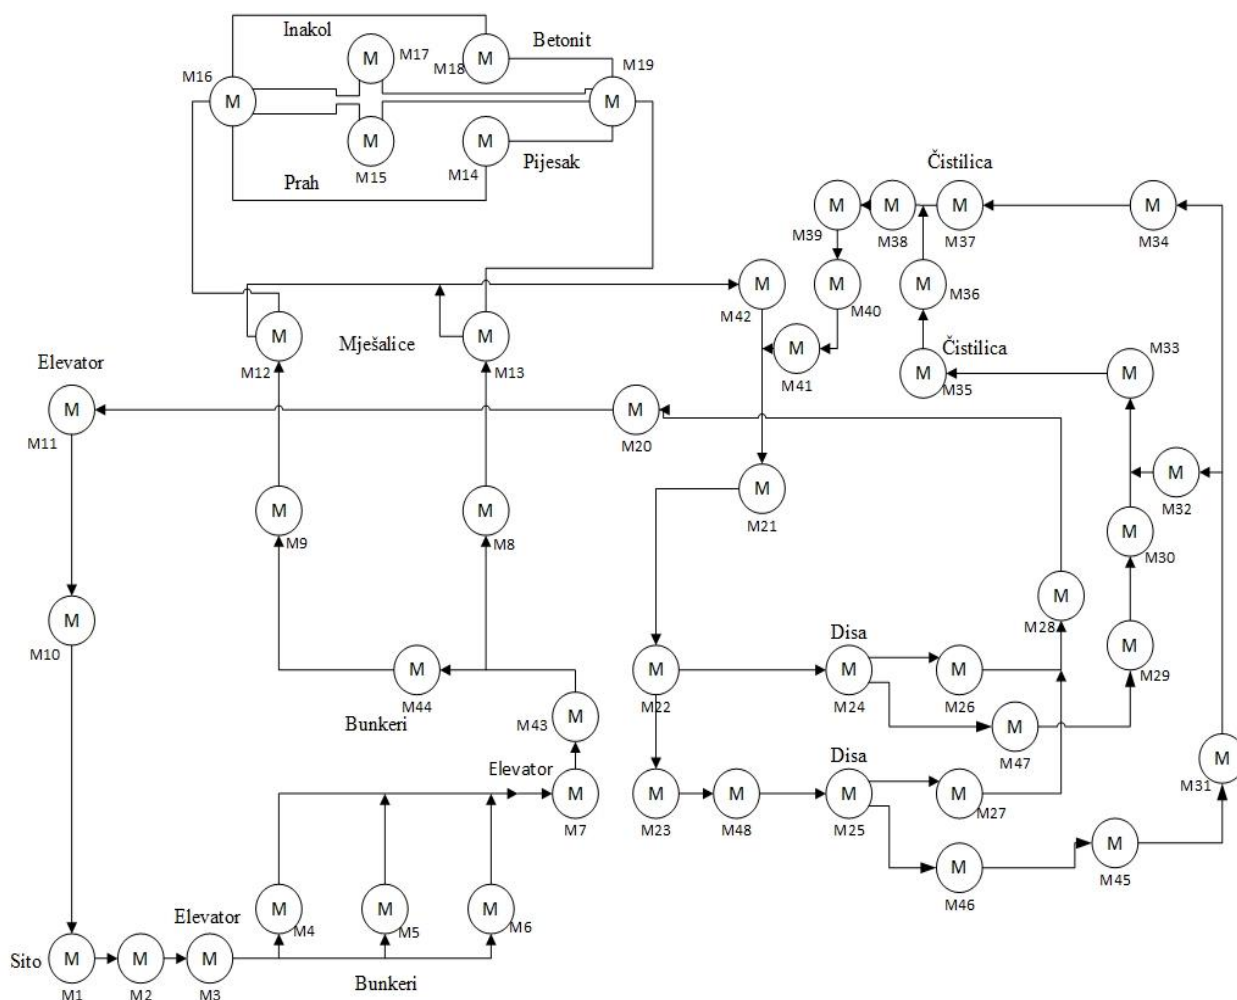 Inakol
M
M17
M
M18
Betonit
M16
M
M
M19
M
M15
M
M14
Prah
Pijesak
Čistilica
M
M39
M
M38
M
M37
M
M34
M
M42
M
M40
M
M36
M
M12
Mješalice
M
M13
M
M41
Čistilica
M
M35
M
M33
Elevator
M
M11
M
M20
M
M32
M
M21
M
M9
M
M8
M
M30
M
M28
M
M10
M
M29
Disa
M
M44
Bunkeri
M
M22
M
M24
M
M26
M
M43
M
M47
Elevator
M
M7
Disa
M
M23
M
M48
M
M25
M
M27
M
M31
M
M45
M
M46
M
M4
M
M5
M
M6
Elevator
Sito
M
M1
M
M2
M
M3
Bunkeri